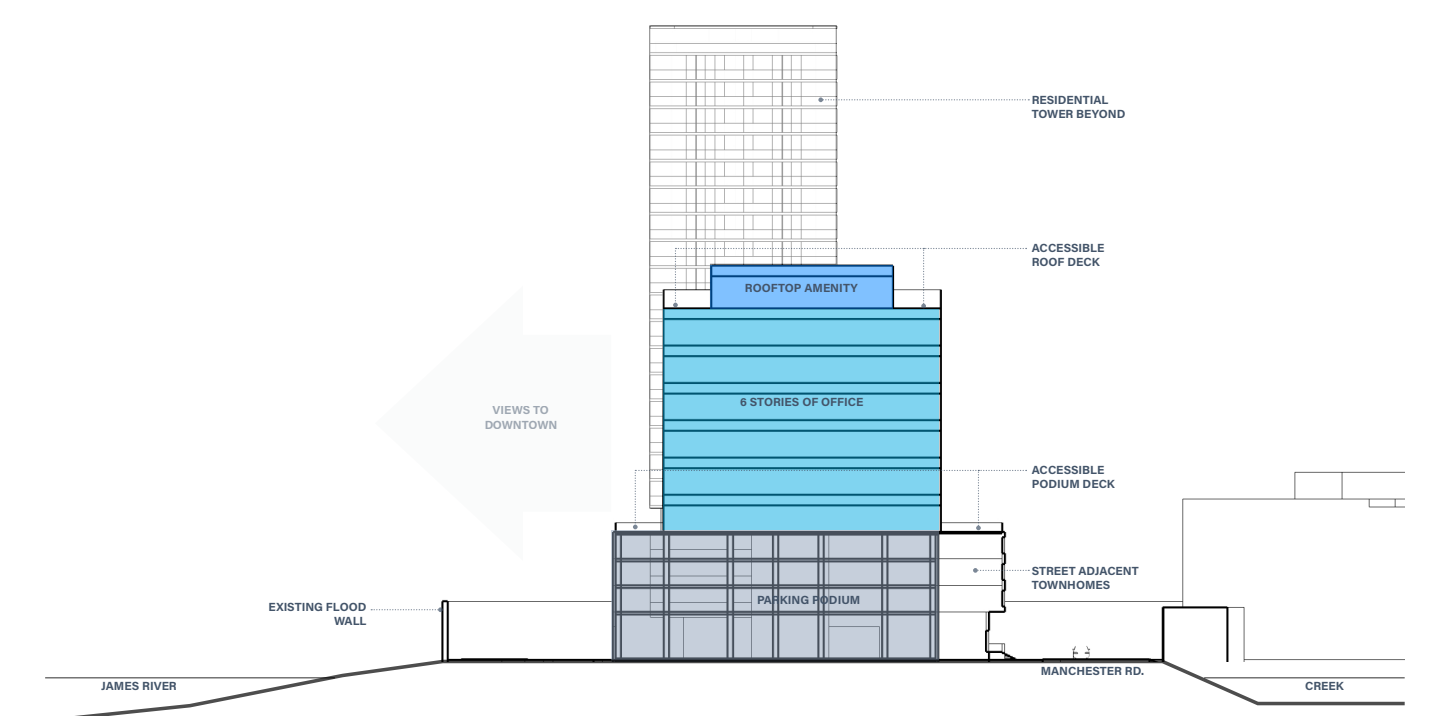 RESIDENTIAL
TOWER BEYOND
ACCESSIBLE
ROOF DECK
ROOFTOP AMENITY
6 STORIES OF OFFICE
VIEWS TO
DOWNTOWN
ACCESSIBLE
PODIUM DECK
STREET ADJACENT
TOWNHOMES
PARKING PODIUM
EXISTING FLOOD
WALL
MANCHESTER RD.
JAMES RIVER
CREEK